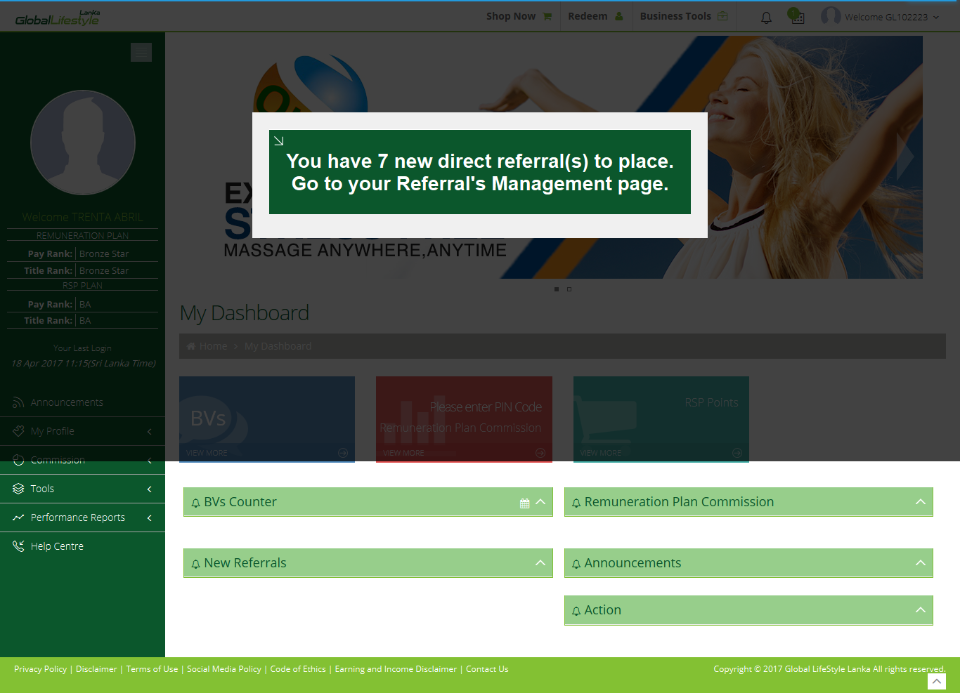 Lanka
GlobalLifestyle
Shop Now
Redeem
Business Tools
Welcome GL102223
You have 7 new direct referral(s) to place.
Go to your Referral's Management page.
MASSAGE ANYWHERE,ANYTIME
Welcome TRENTA ABRIL
REMUNERATION PLAN
Pay Rank: Bronze Star
Title Rank: Bronze Star
RSP PLAN
Pay Rank: BA
Title Rank: BA
Your Last Login
18 Apr 2017 11:15(Sri Lanka Time)
Announcements
My Profile
Commission
Tools
Performance Reports
Help Centre
My Dashboard
Home > My Dashboard
BVs
VIEW MORE
Please enter PIN Code
Remuneration Plan Commission
VIEW MORE
RSP Points
VIEW MORE
BVs Counter
Remuneration Plan Commission
New Referrals
Announcements
Action
Privacy Policy | Disclaimer | Terms of Use | Social Media Policy | Code of Ethics | Earning and Income Disclaimer | Contact Us
Copyright © 2017 Global LifeStyle Lanka All rights reserved.